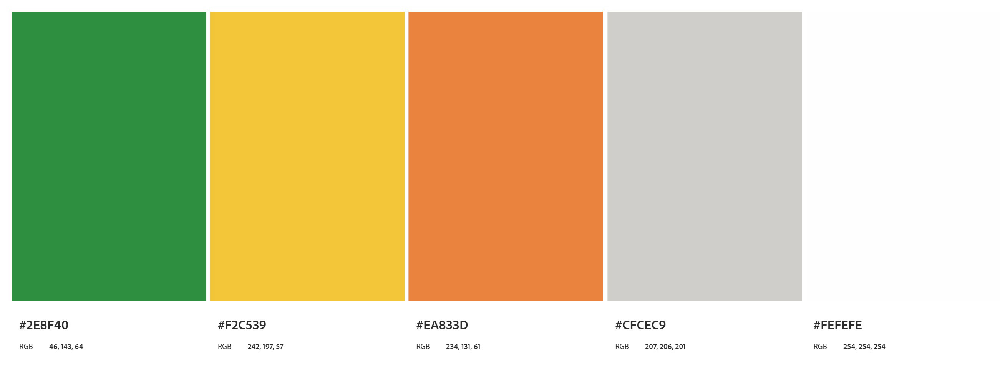 #2E8F40 #F2C539 #EA833D #CFCEC9 #FEFEFE
RGB 46, 143, 64 RGB 242, 197, 57 RGB 234, 131, 61 RGB 207, 206, 201 RGB 254, 254, 254